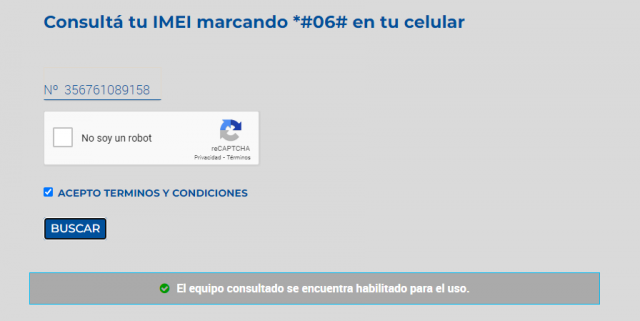 Consultá tu IMEI marcando *#06# en tu celular
Nº 356761089158
No soy un robot
reCAPTCHA
Privacidad - Términos
ACEPTO TERMINOS Y CONDICIONES
BUSCAR
El equipo consultado se encuentra habilitado para el uso.